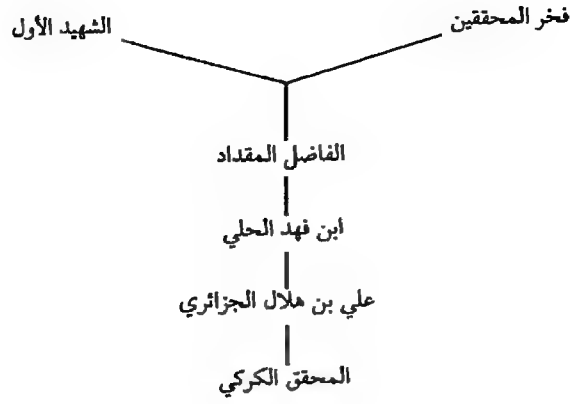 فخر المحققين
الشهيد الأول
الفاضل المقداد
ابن فهد الحلي
علي بن هلال الجزائري
المحقق الكركي